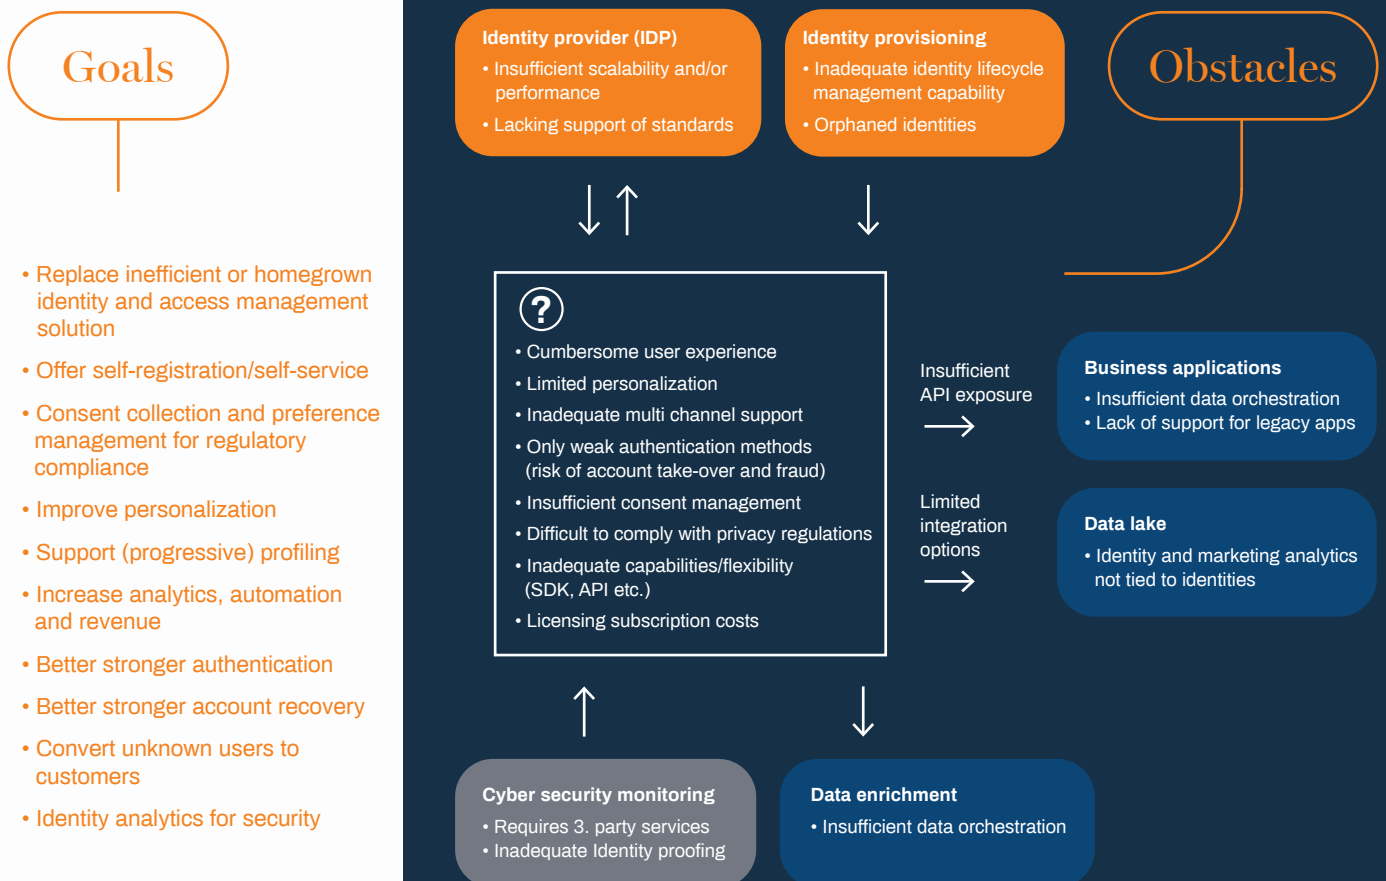 Goals
• Replace inefficient or homegrown
identity and access management
solution
• Offer self-registration/self-service
• Consent collection and preference
management for regulatory
compliance
• Improve personalization
• Support (progressive) profiling
• Increase analytics, automation
and revenue
• Better stronger authentication
• Better stronger account recovery
• Convert unknown users to
customers
• Identity analytics for security
Identity provider (IDP)
• Insufficient scalability and/or
performance
• Lacking support of standards
Identity provisioning
• Inadequate identity lifecycle
management capability
• Orphaned identities
Obstacles
?
• Cumbersome user experience
• Limited personalization
• Inadequate multi channel support
• Only weak authentication methods
(risk of account take-over and fraud)
• Insufficient consent management
• Difficult to comply with privacy regulations
• Inadequate capabilities/flexibility
(SDK, API etc.)
• Licensing subscription costs
Insufficient
API exposure
Business applications
• Insufficient data orchestration
• Lack of support for legacy apps
Limited
integration
options
Data lake
• Identity and marketing analytics
not tied to identities
Cyber security monitoring
• Requires 3. party services
• Inadequate Identity proofing
Data enrichment
• Insufficient data orchestration